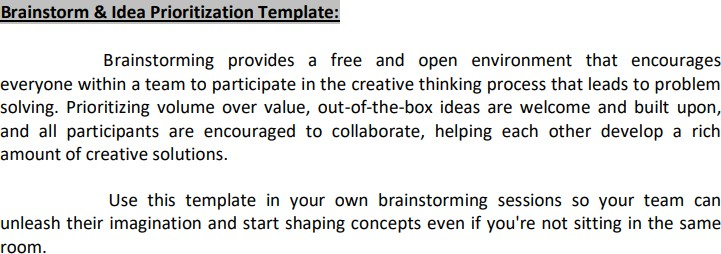 Brainstorm & Idea Prioritization Template:
Brainstorming provides a free and open environment that encourages
everyone within a team to participate in the creative thinking process that leads to problem
solving. Prioritizing volume over value, out-of-the-box ideas are welcome and built upon,
and all participants are encouraged to collaborate, helping each other develop a rich
amount of creative solutions.
Use this template in your own brainstorming sessions so your team can
unleash their imagination and start shaping concepts even if you're not sitting in the same
room.